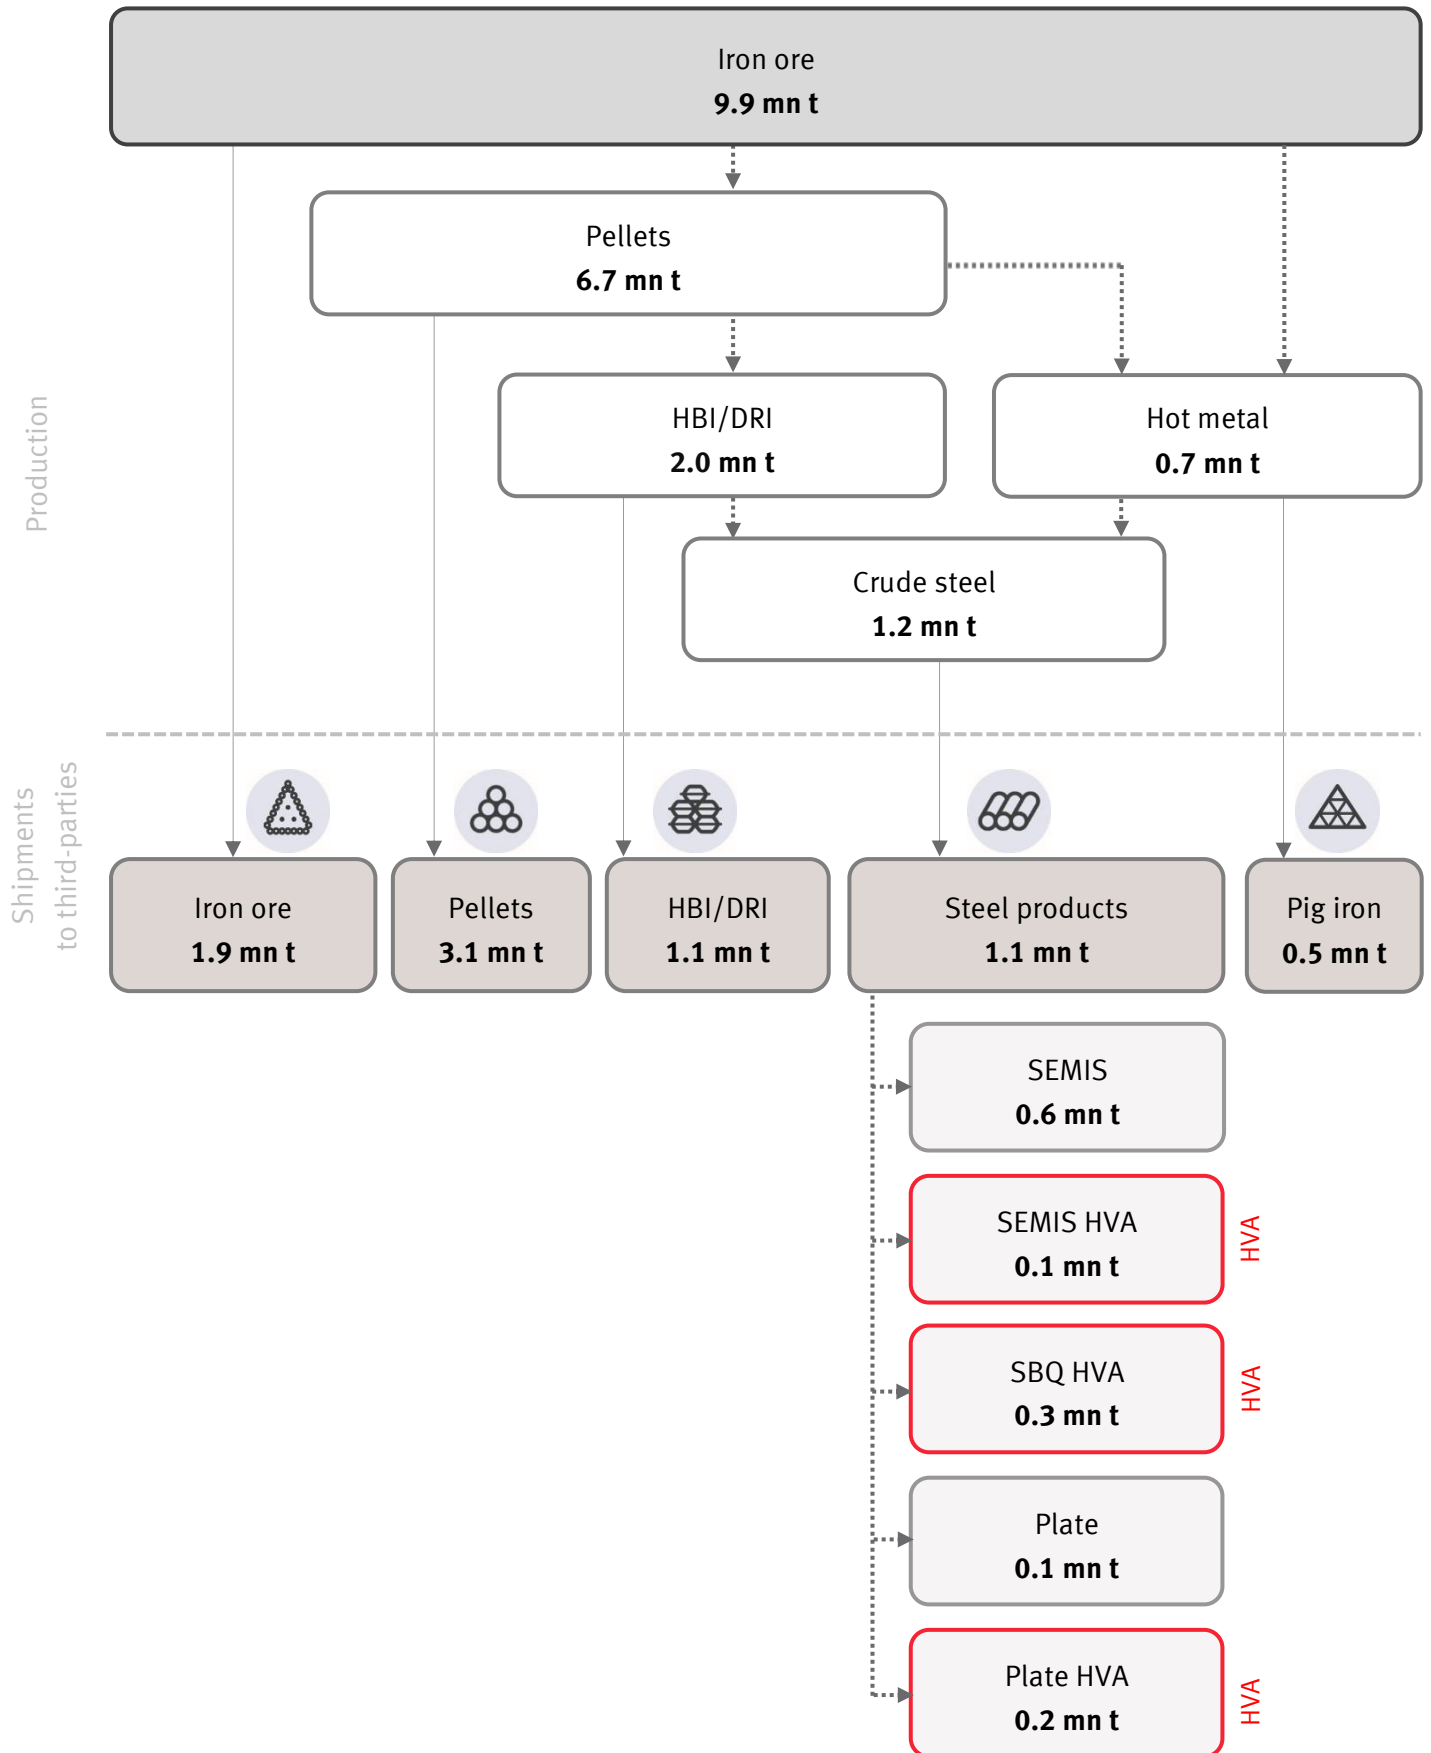 Iron ore
9.9 mn t
Pellets
6.7 mn t
HBI/DRI
2.0 mn t
Hot metal
0.7 mn t
Production
Crude steel
1.2 mn t
Shipments
to third-parties
Iron ore
1.9 mn t
Pellets
3.1 mn t
HBI/DRI
1.1 mn t
Steel products
1.1 mn t
Pig iron
0.5 mn t
SEMIS
0.6 mn t
SEMIS HVA
0.1 mn t
HVA
SBQ HVA
0.3 mn t
HVA
Plate
0.1 mn t
Plate HVA
0.2 mn t
HVA